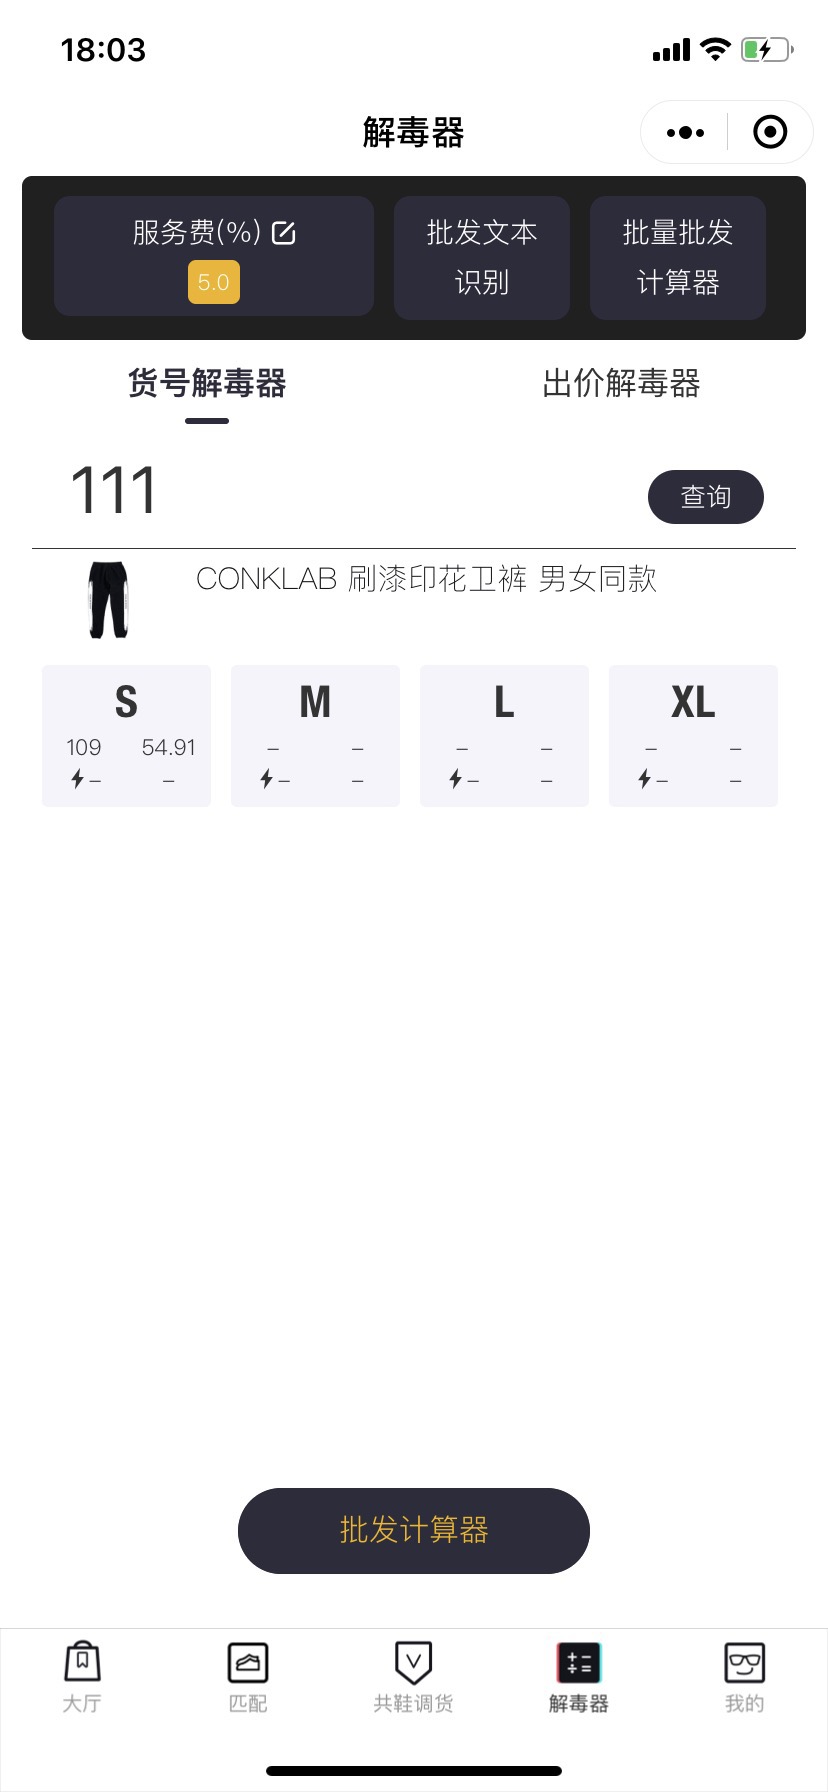 18:03
解毒器
服务费(%)
5.0
批发文本
识别
批量批发
计算器
货号解毒器
出价解毒器
111
查询
CONKLAB 刷漆印花卫裤 男女同款
S
109 54.91
– –
M
– –
– –
L
– –
– –
XL
– –
– –
批发计算器
大厅
匹配
共鞋调货
解毒器
我的